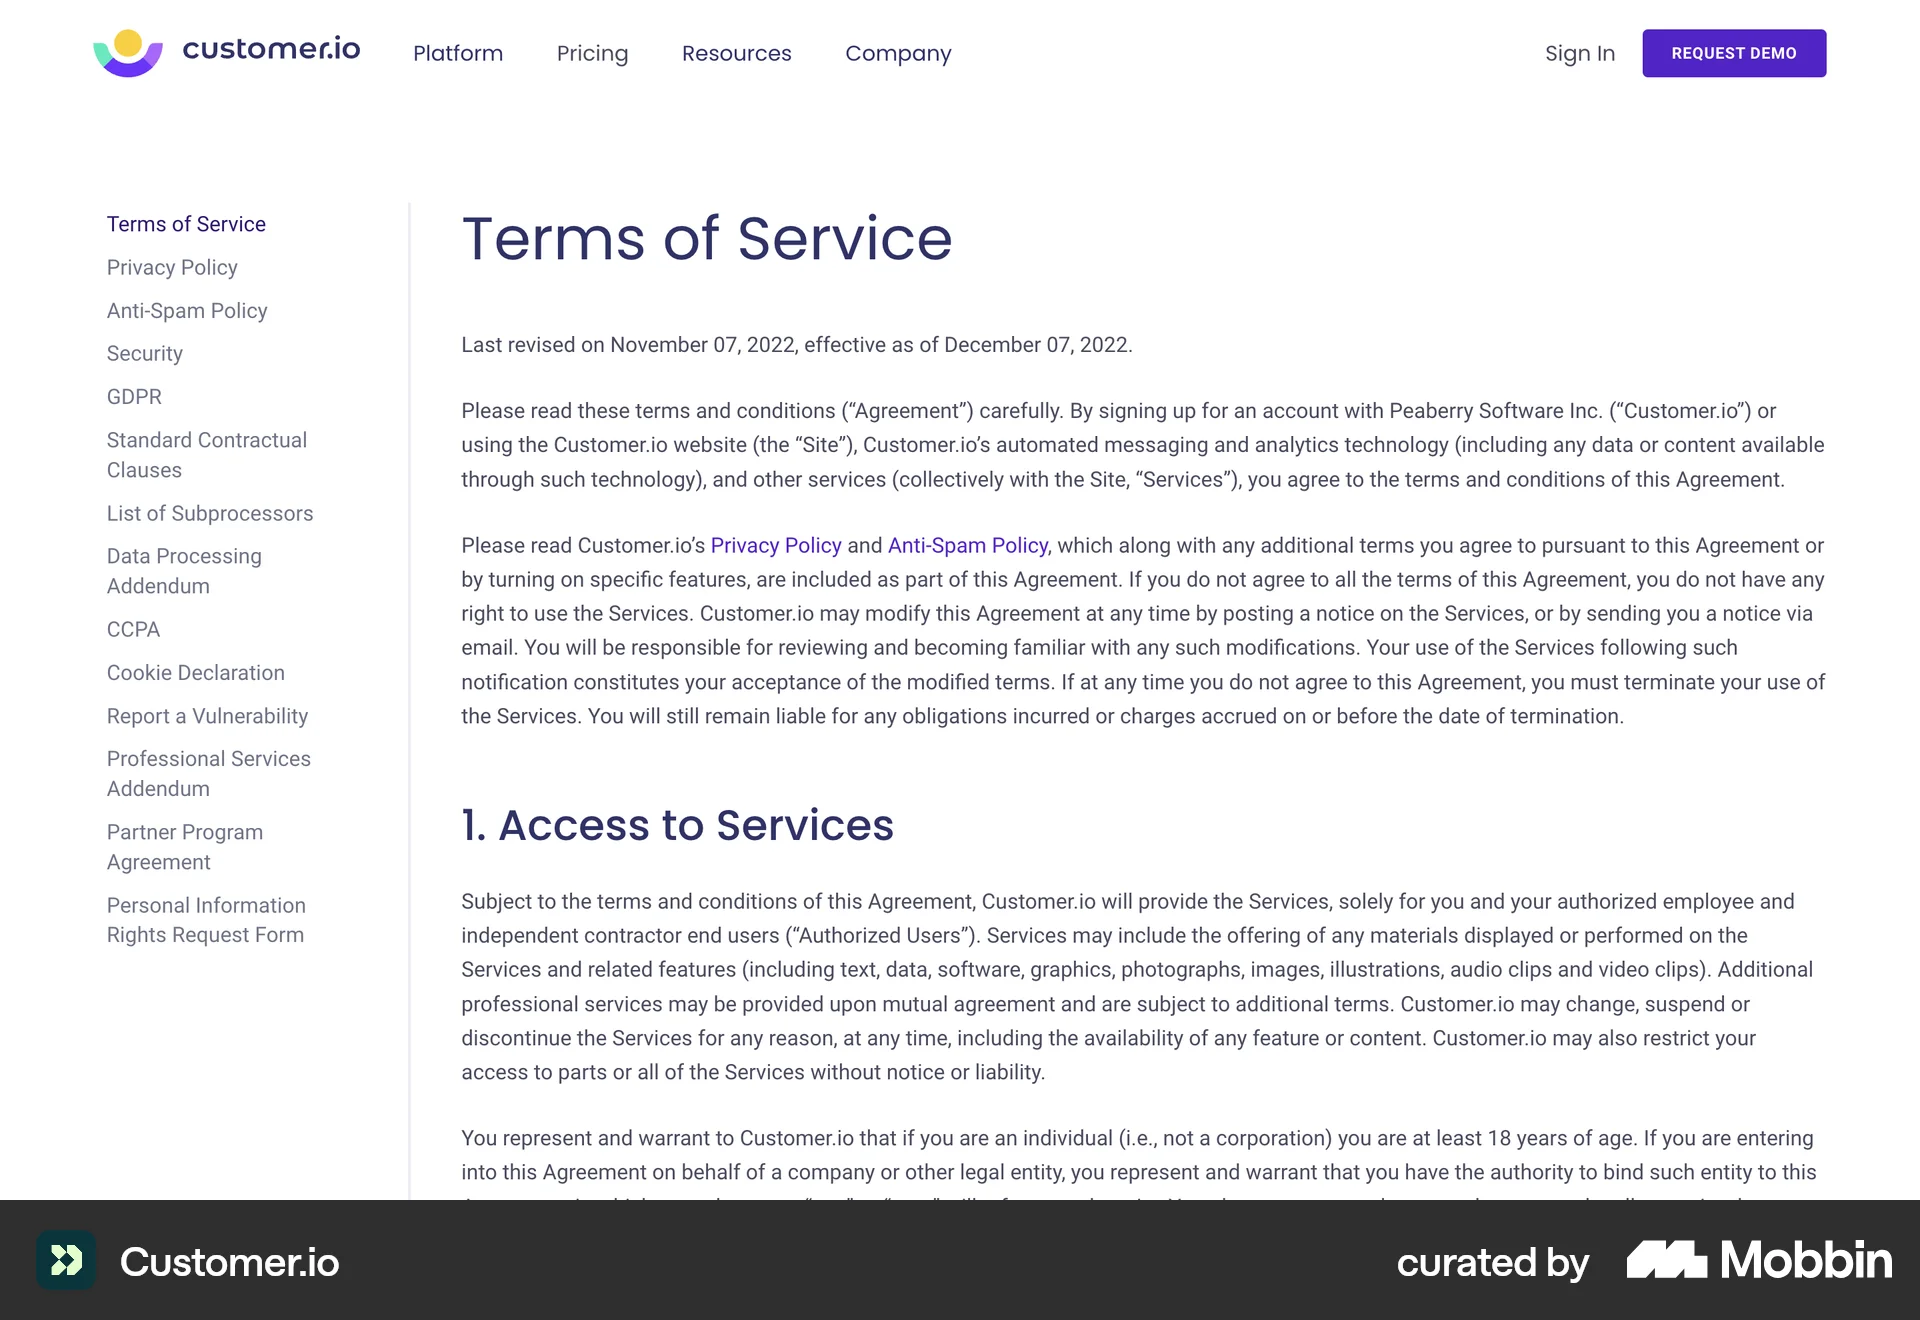 customer.io
Platform
Pricing
Resources
Company
Sign In
REQUEST DEMO
Terms of Service
Privacy Policy
Anti-Spam Policy
Security
GDPR
Standard Contractual
Clauses
List of Subprocessors
Data Processing
Addendum
CCPA
Cookie Declaration
Report a Vulnerability
Professional Services
Addendum
Partner Program
Agreement
Personal Information
Rights Request Form
Terms of Service
Last revised on November 07, 2022, effective as of December 07, 2022.
Please read these terms and conditions (“Agreement”) carefully. By signing up for an account with Peaberry Software Inc. (“Customer.io”) or
using the Customer.io website (the “Site”), Customer.io’s automated messaging and analytics technology (including any data or content available
through such technology), and other services (collectively with the Site, “Services”), you agree to the terms and conditions of this Agreement.
Please read Customer.io’s Privacy Policy and Anti-Spam Policy, which along with any additional terms you agree to pursuant to this Agreement or
by turning on specific features, are included as part of this Agreement. If you do not agree to all the terms of this Agreement, you do not have any
right to use the Services. Customer.io may modify this Agreement at any time by posting a notice on the Services, or by sending you a notice via
email. You will be responsible for reviewing and becoming familiar with any such modifications. Your use of the Services following such
notification constitutes your acceptance of the modified terms. If at any time you do not agree to this Agreement, you must terminate your use of
the Services. You will still remain liable for any obligations incurred or charges accrued on or before the date of termination.
1. Access to Services
Subject to the terms and conditions of this Agreement, Customer.io will provide the Services, solely for you and your authorized employee and
independent contractor end users (“Authorized Users”). Services may include the offering of any materials displayed or performed on the
Services and related features (including text, data, software, graphics, photographs, images, illustrations, audio clips and video clips). Additional
professional services may be provided upon mutual agreement and are subject to additional terms. Customer.io may change, suspend or
discontinue the Services for any reason, at any time, including the availability of any feature or content. Customer.io may also restrict your
access to parts or all of the Services without notice or liability.
You represent and warrant to Customer.io that if you are an individual (i.e., not a corporation) you are at least 18 years of age. If you are entering
into this Agreement on behalf of a company or other legal entity, you represent and warrant that you have the authority to bind such entity to this
Customer.io
curated by
Mobbin